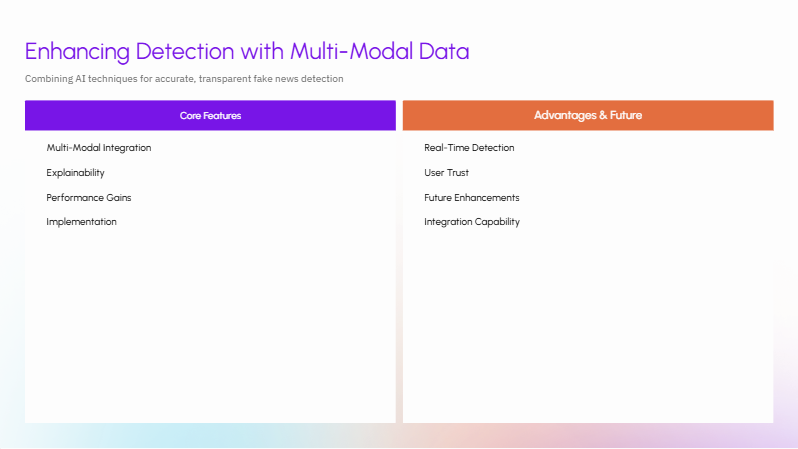 Enhancing Detection with Multi-Modal Data
Combining AI techniques for accurate, transparent fake news detection
Core Features
Multi-Modal Integration
Explainability
Performance Gains
Implementation
Advantages & Future
Real-Time Detection
User Trust
Future Enhancements
Integration Capability